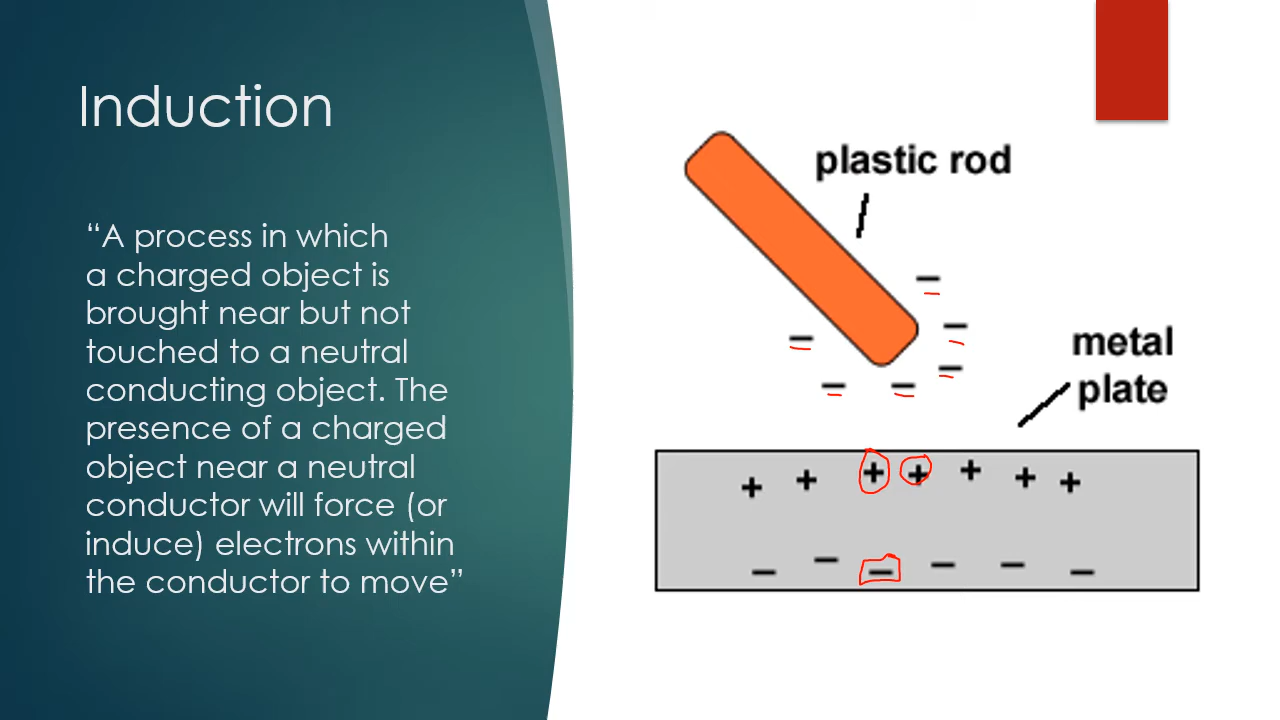 Induction
“A process in which
a charged object is
brought near but not
touched to a neutral
conducting object. The
presence of a charged
object near a neutral
conductor will force (or
induce) electrons within
the conductor to move”
plastic rod
metal
plate
+ + + + + + +
− − − − − −